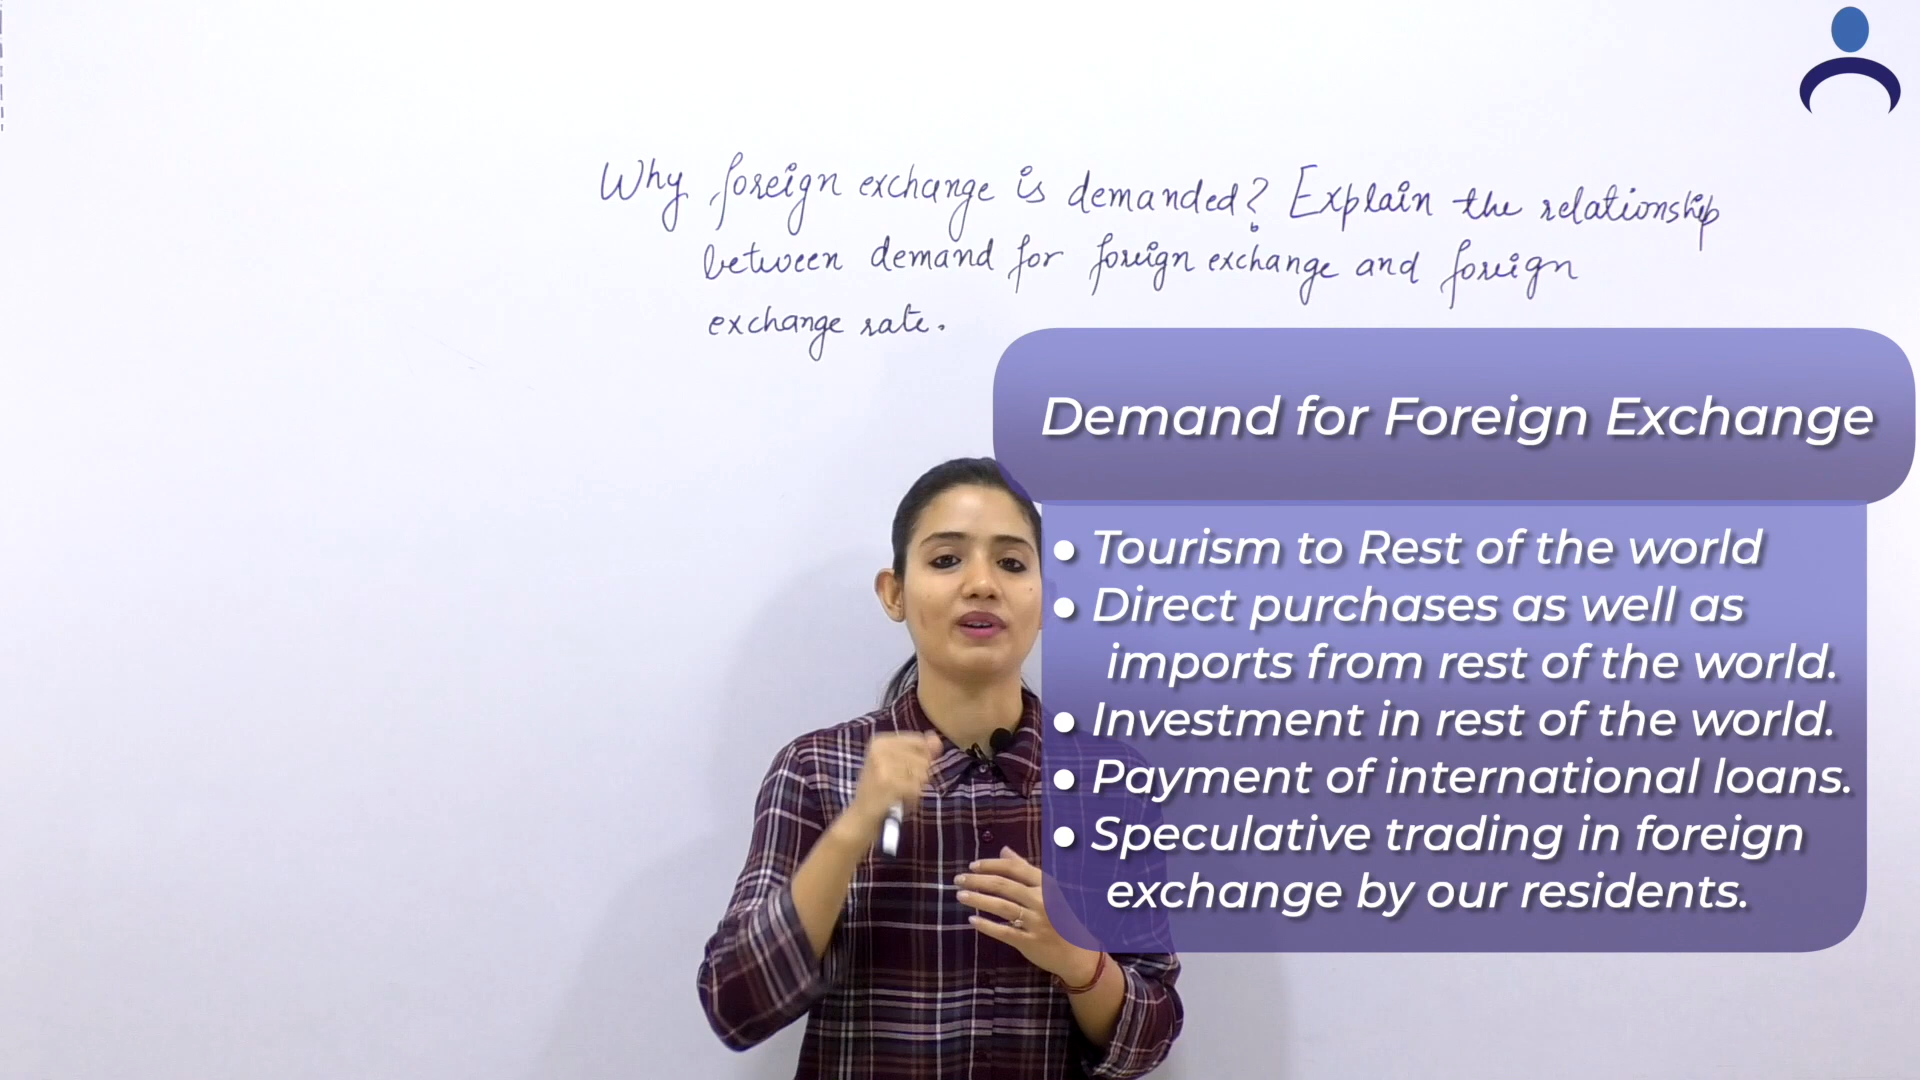 Why foreign exchange is demanded? Explain the relationship
between demand for foreign exchange and foreign
exchange rate.
Demand for Foreign Exchange
● Tourism to Rest of the world
● Direct purchases as well as
imports from rest of the world.
● Investment in rest of the world.
● Payment of international loans.
● Speculative trading in foreign
exchange by our residents.